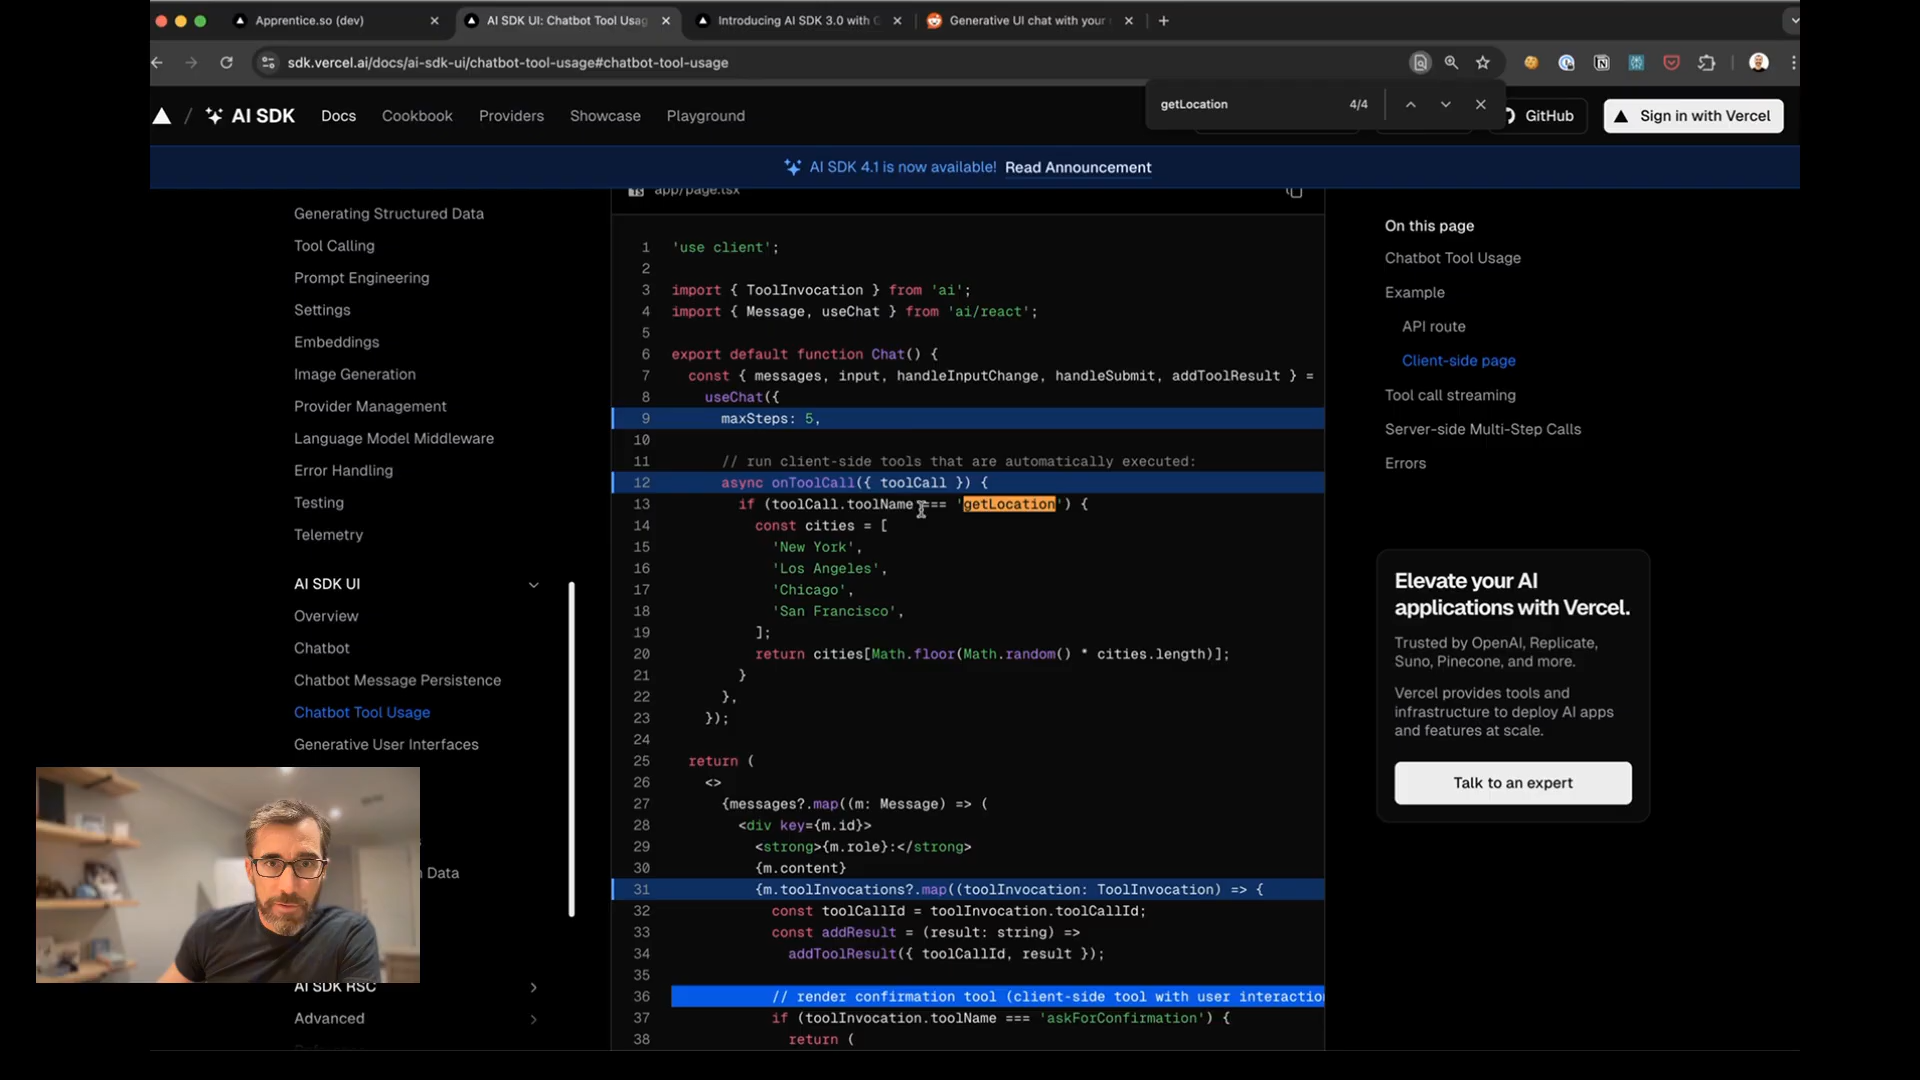 Apprentice.so (dev)
AI SDK UI: Chatbot Tool Usag
Introducing AI SDK 3.0 with G
Generative UI chat with your
sdk.vercel.ai/docs/ai-sdk-ui/chatbot-tool-usage#chatbot-tool-usage
getLocation
4/4
AI SDK
Docs
Cookbook
Providers
Showcase
Playground
GitHub
Sign in with Vercel
AI SDK 4.1 is now available! Read Announcement
Generating Structured Data
Tool Calling
Prompt Engineering
Settings
Embeddings
Image Generation
Provider Management
Language Model Middleware
Error Handling
Testing
Telemetry
AI SDK UI
Overview
Chatbot
Chatbot Message Persistence
Chatbot Tool Usage
Generative User Interfaces
Data
AI SDK RSC
Advanced
app/page.tsx
1 'use client';
2
3 import { ToolInvocation } from 'ai';
4 import { Message, useChat } from 'ai/react';
5
6 export default function Chat() {
7 const { messages, input, handleInputChange, handleSubmit, addToolResult } =
8 useChat({
9 maxSteps: 5,
10
11 // run client-side tools that are automatically executed:
12 async onToolCall({ toolCall }) {
13 if (toolCall.toolName === 'getLocation') {
14 const cities = [
15 'New York',
16 'Los Angeles',
17 'Chicago',
18 'San Francisco',
19 ];
20 return cities[Math.floor(Math.random() * cities.length)];
21 }
22 },
23 });
24
25 return (
26 <>
27 {messages?.map((m: Message) => (
28 <div key={m.id}>
29 <strong>{m.role}:</strong>
30 {m.content}
31 {m.toolInvocations?.map((toolInvocation: ToolInvocation) => {
32 const toolCallId = toolInvocation.toolCallId;
33 const addResult = (result: string) =>
34 addToolResult({ toolCallId, result });
35
36 // render confirmation tool (client-side tool with user interactio
37 if (toolInvocation.toolName === 'askForConfirmation') {
38 return (
On this page
Chatbot Tool Usage
Example
API route
Client-side page
Tool call streaming
Server-side Multi-Step Calls
Errors
Elevate your AI
applications with Vercel.
Trusted by OpenAI, Replicate,
Suno, Pinecone, and more.
Vercel provides tools and
infrastructure to deploy AI apps
and features at scale.
Talk to an expert